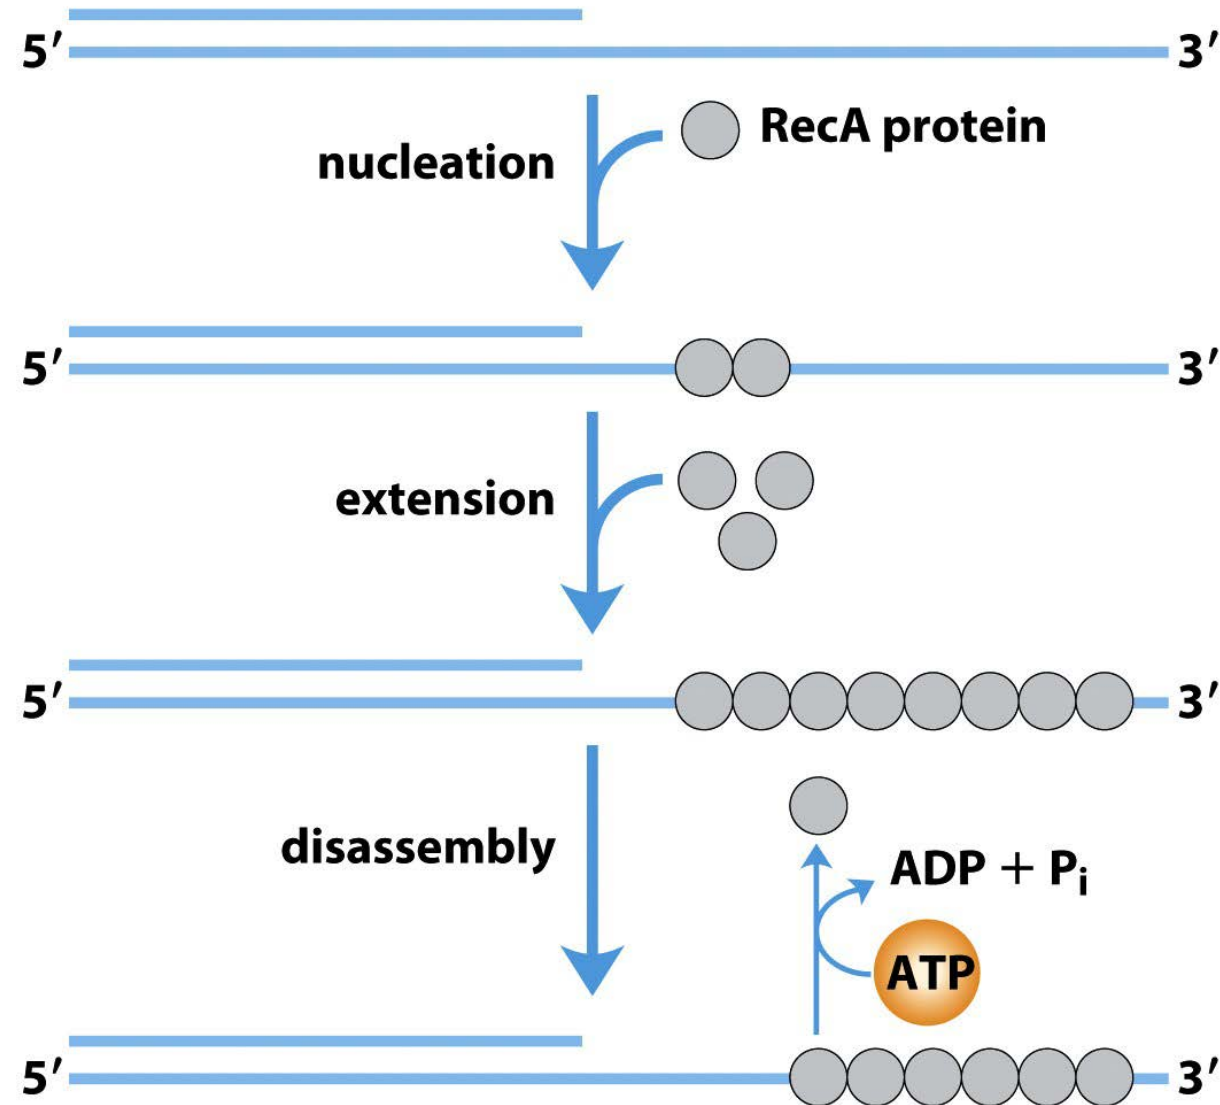 5′ 3′
nucleation
RecA protein
5′ 3′
extension
5′ 3′
disassembly
ADP + Pi
ATP
5′ 3′